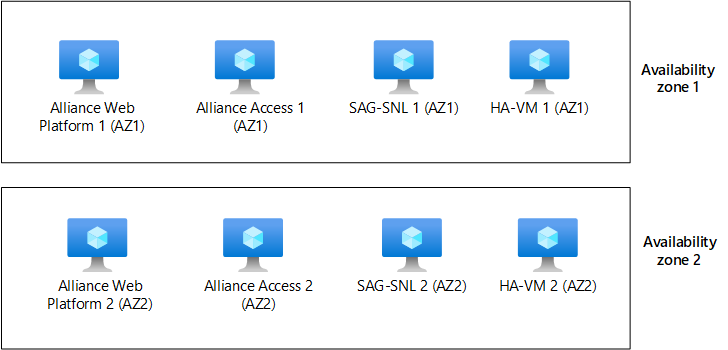 Alliance Web
Platform 1 (AZ1)
Alliance Access 1
(AZ1)
SAG-SNL 1 (AZ1)
HA-VM 1 (AZ1)
Availability
zone 1
Alliance Web
Platform 2 (AZ2)
Alliance Access 2
(AZ2)
SAG-SNL 2 (AZ2)
HA-VM 2 (AZ2)
Availability
zone 2